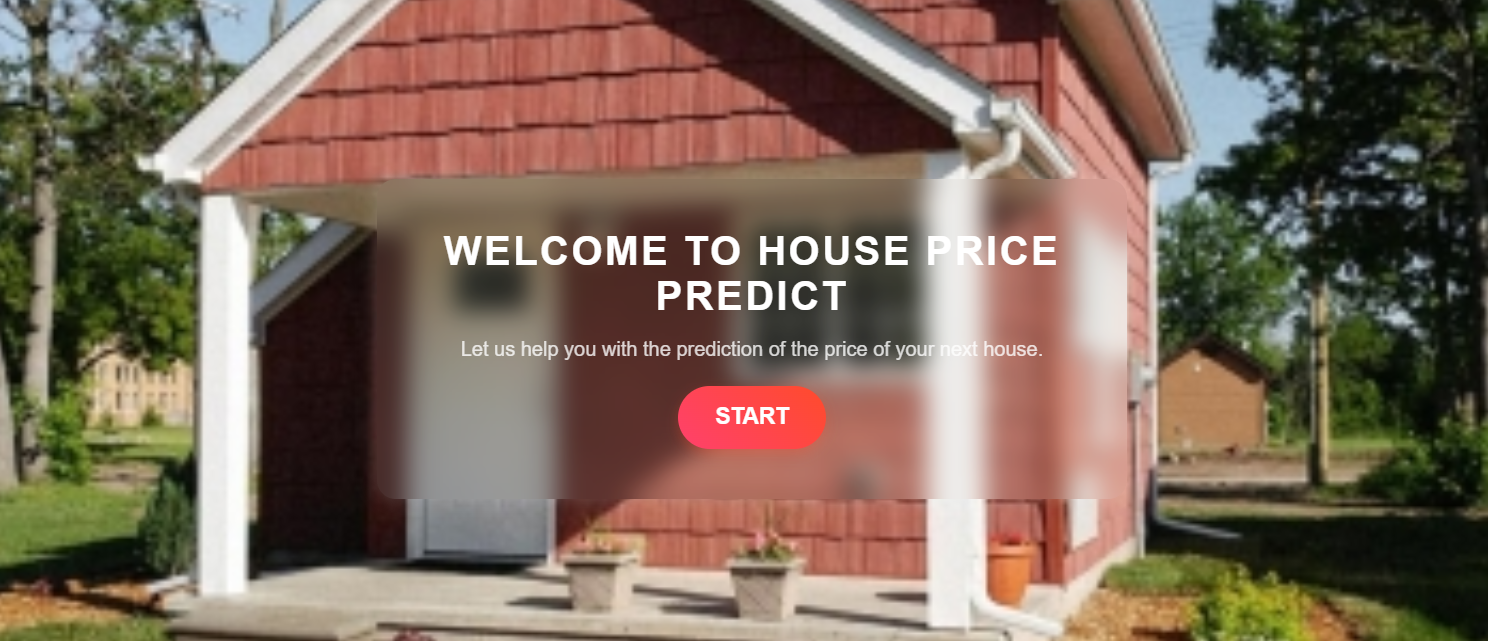 WELCOME TO HOUSE PRICE
PREDICT
Let us help you with the prediction of the price of your next house.
START